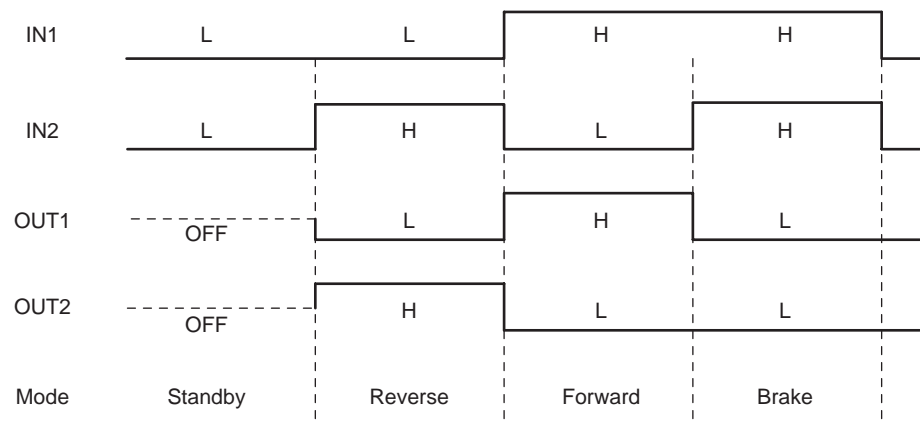 IN1 L L H H
IN2 L H L H
OUT1 OFF L H L
OUT2 OFF H L L
Mode Standby Reverse Forward Brake